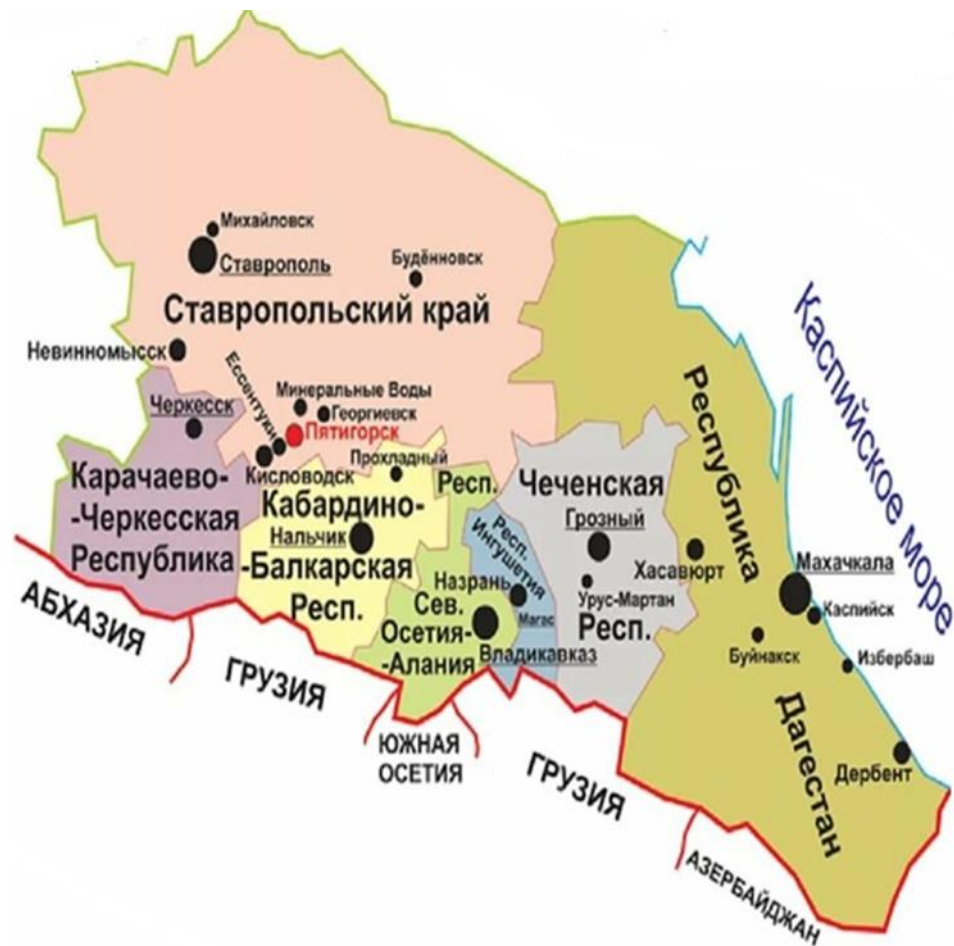 Михайловск
Ставрополь
Будённовск
Ставропольский край
Невинномысск
Ессентуки
Минеральные Воды
Георгиевск
Пятигорск
Кисловодск
Прохладный
Черкесск
Карачаево-
-Черкесская
Республика
Кабардино-
Нальчик
-Балкарская
Респ.
Респ.
Сев.
Осетия-
-Алания
Владикавказ
Респ.
Ингушетия
Назрань
Магас
Чеченская
Грозный
Урус-Мартан
Респ.
Республика
Дагестан
Хасавюрт
Махачкала
Каспийск
Буйнакск
Избербаш
Дербент
Каспийское море
АБХАЗИЯ
ГРУЗИЯ
ЮЖНАЯ
ОСЕТИЯ
ГРУЗИЯ
АЗЕРБАЙДЖАН